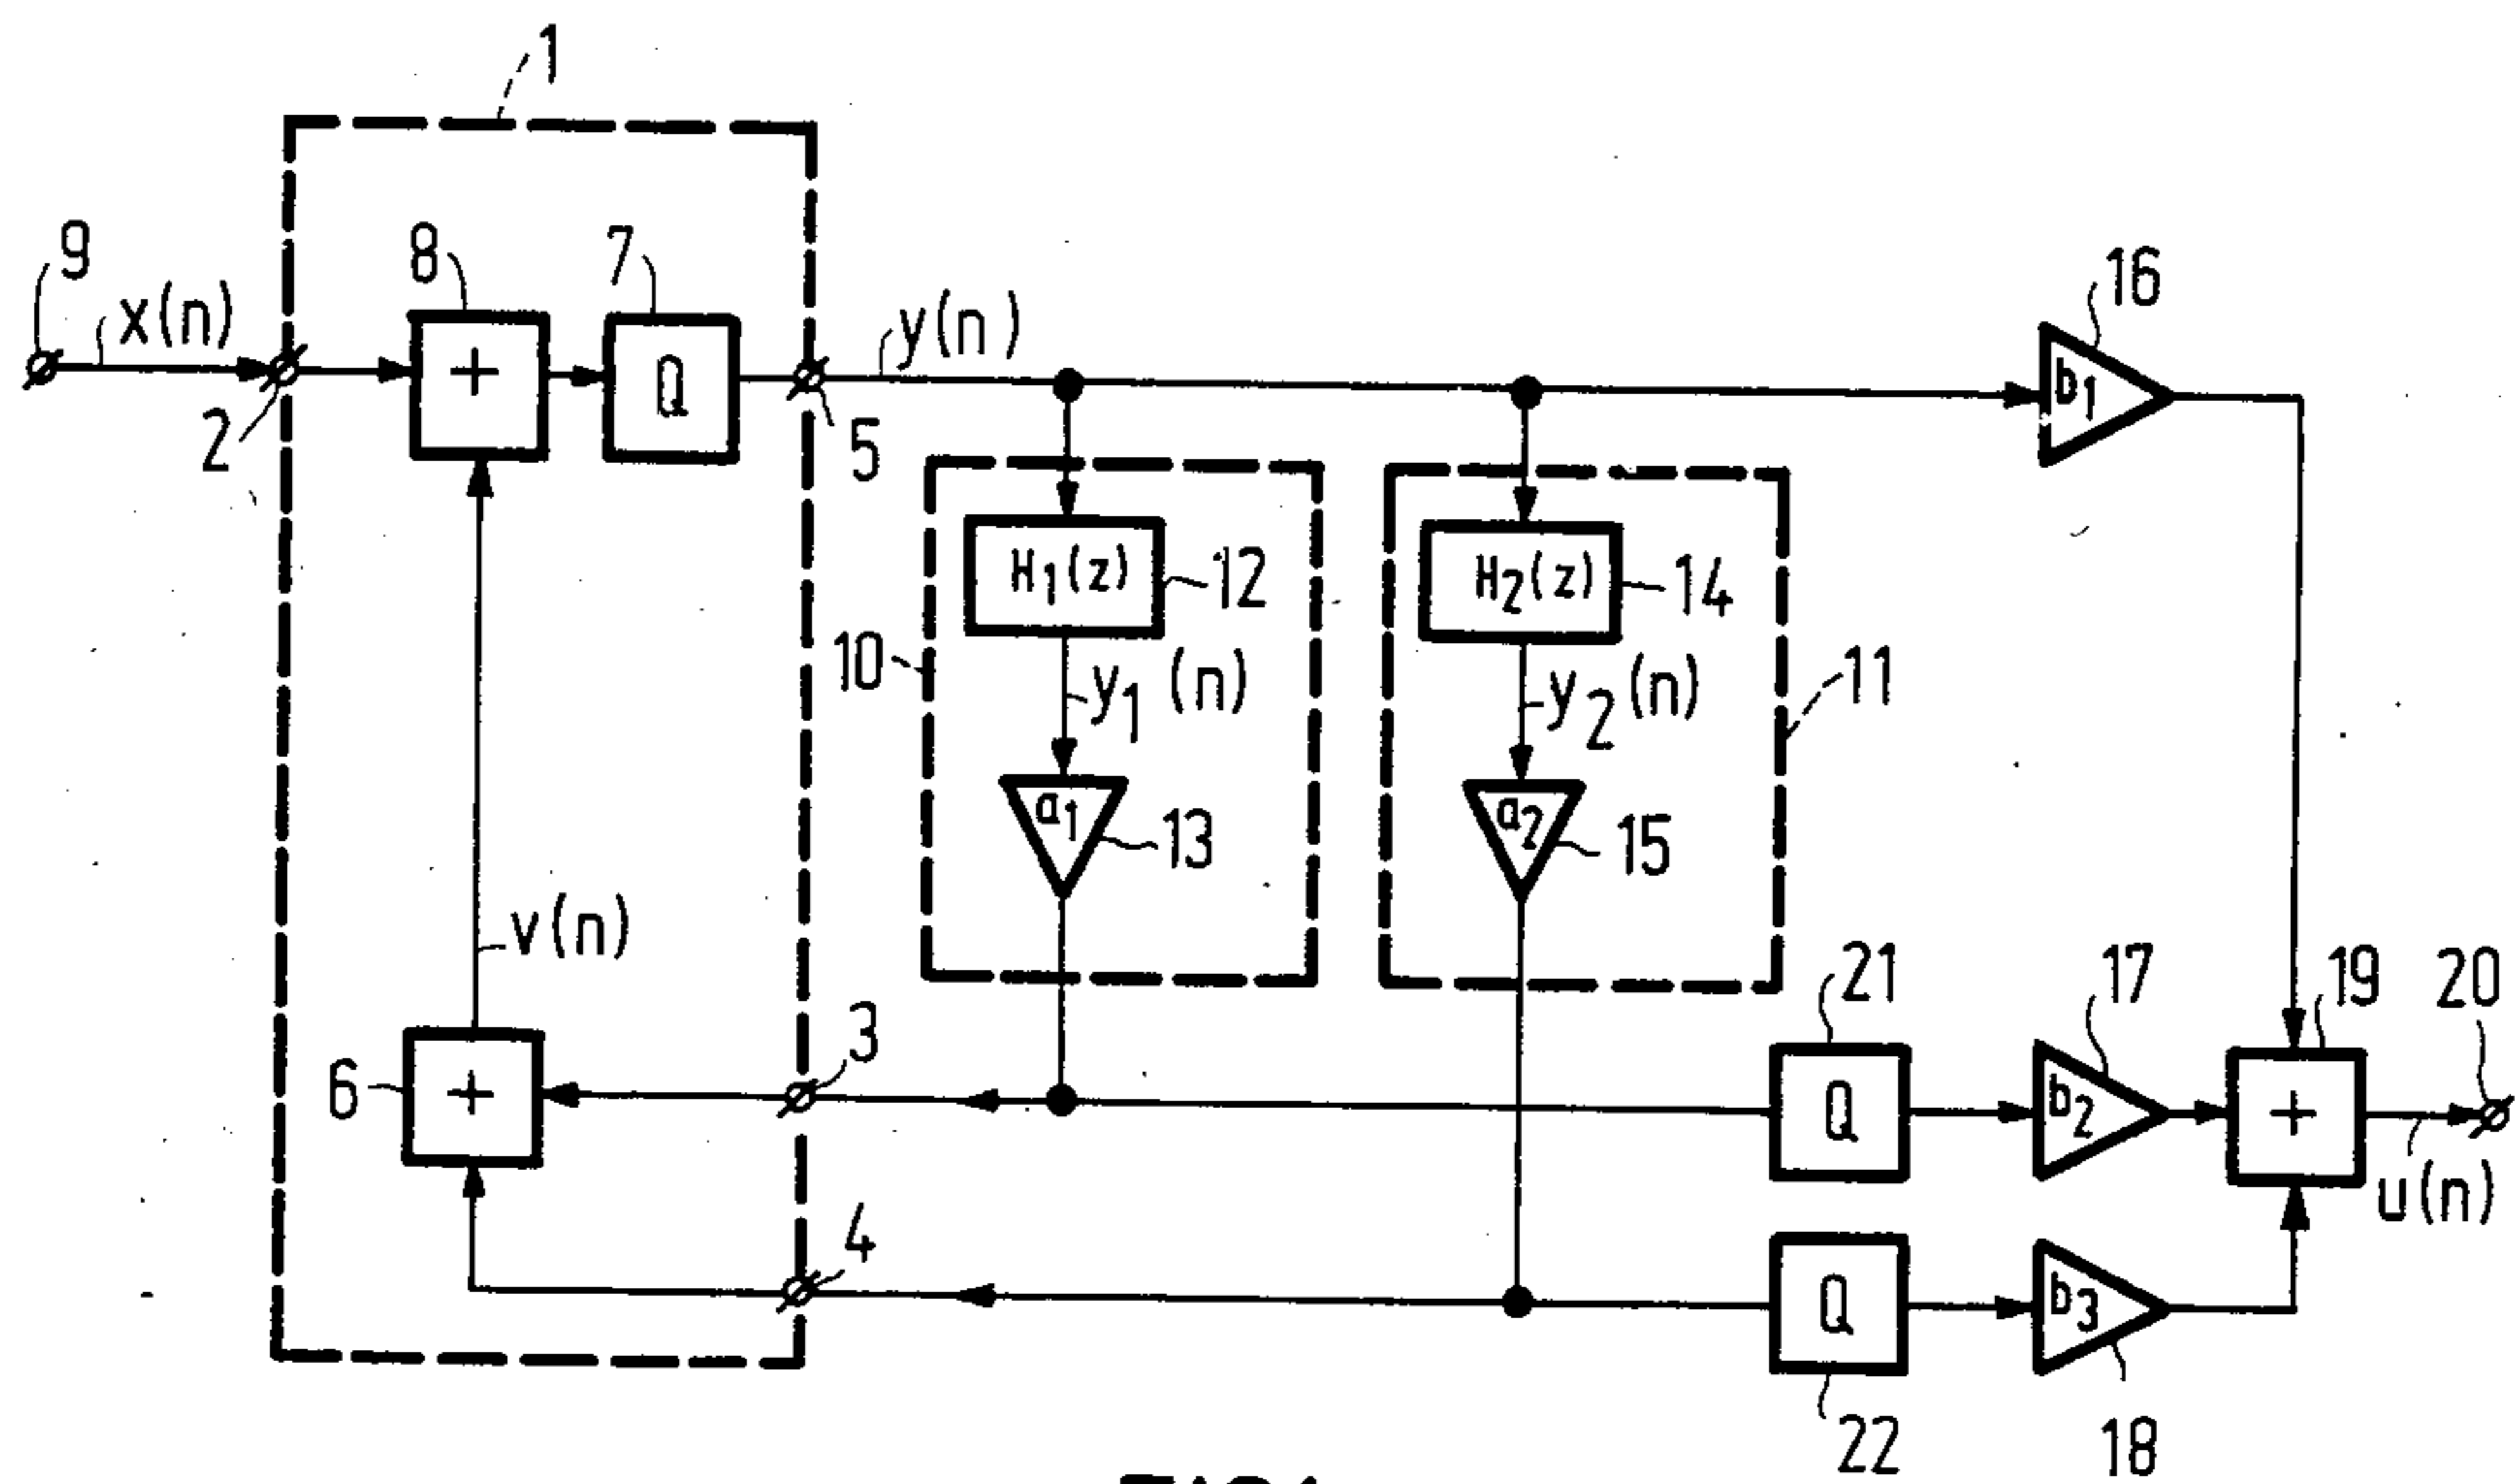 1
9
x(n)
8
7
y(n)
16
+
Q
b1
2
5
H1(z)
12
H2(z)
14
10
y1(n)
y2(n)
11
a1
13
a2
15
v(n)
21
17
19
20
3
6
+
Q
b2
+
u(n)
4
Q
b3
22
18